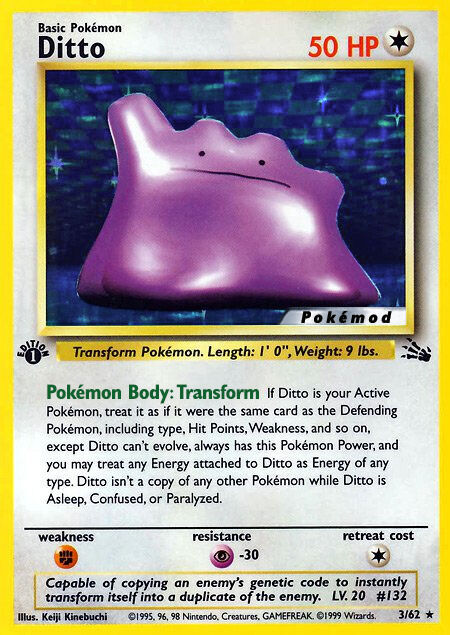 Basic Pokémon
Ditto
50 HP
Pokémod
EDITION
1
Transform Pokémon. Length: 1' 0", Weight: 9 lbs.
Pokémon Body: Transform If Ditto is your Active
Pokémon, treat it as if it were the same card as the Defending
Pokémon, including type, Hit Points, Weakness, and so on,
except Ditto can't evolve, always has this Pokémon Power, and
you may treat any Energy attached to Ditto as Energy of any
type. Ditto isn't a copy of any other Pokémon while Ditto is
Asleep, Confused, or Paralyzed.
weakness resistance retreat cost
-30
Capable of copying an enemy's genetic code to instantly
transform itself into a duplicate of the enemy. LV. 20 #132
Illus. Keiji Kinebuchi ©1995, 96, 98 Nintendo, Creatures, GAMEFREAK. ©1999 Wizards. 3/62 ★